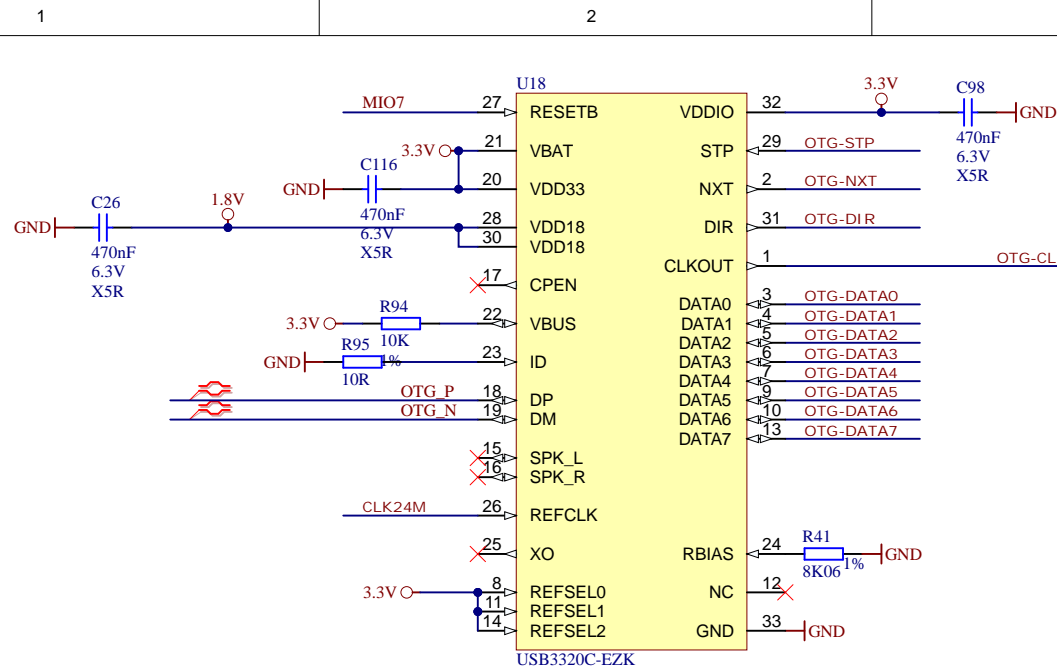 1 2
U18
MIO7 27 RESETB VDDIO 32 3.3V C98 GND
470nF
6.3V
X5R
3.3V 21 VBAT STP 29 OTG-STP
GND C116 20 VDD33 NXT 2 OTG-NXT
470nF
6.3V
X5R
GND C26 1.8V 28 VDD18 DIR 31 OTG-DIR
470nF
6.3V
X5R
30 VDD18
CLKOUT 1 OTG-CL
17 CPEN
DATA0 3 OTG-DATA0
3.3V R94 22 VBUS DATA1 4 OTG-DATA1
10K
DATA2 5 OTG-DATA2
GND R95 1% 23 ID DATA3 6 OTG-DATA3
10R
DATA4 7 OTG-DATA4
OTG_P 18 DP DATA5 9 OTG-DATA5
OTG_N 19 DM DATA6 10 OTG-DATA6
DATA7 13 OTG-DATA7
15 SPK_L
16 SPK_R
CLK24M 26 REFCLK
25 XO RBIAS 24 R41 GND
8K06 1%
3.3V 8 REFSEL0 NC 12
11 REFSEL1
14 REFSEL2 GND 33 GND
USB3320C-EZK